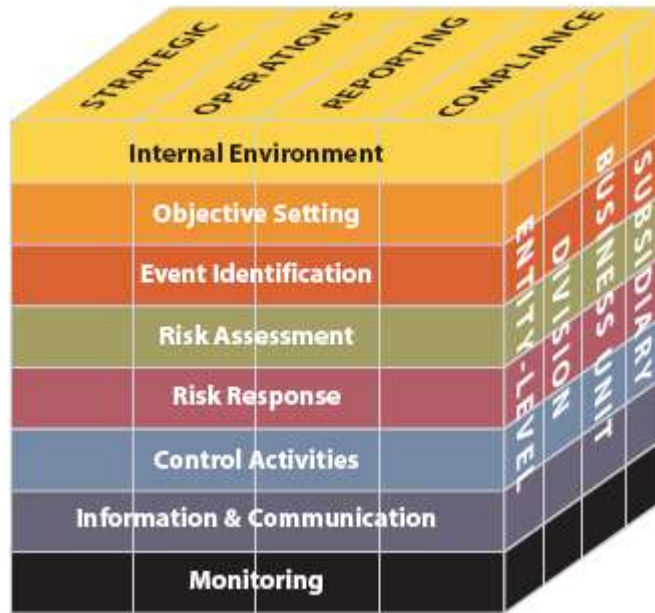 STRATEGIC
OPERATIONS
REPORTING
COMPLIANCE
Internal Environment
Objective Setting
Event Identification
Risk Assessment
Risk Response
Control Activities
Information & Communication
Monitoring
ENTITY-LEVEL
DIVISION
BUSINESS UNIT
SUBSIDIARY